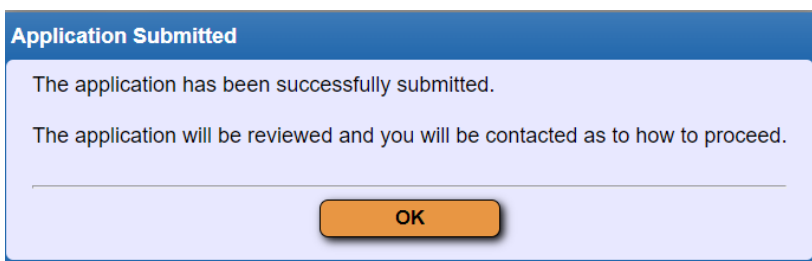 Application Submitted
The application has been successfully submitted.
The application will be reviewed and you will be contacted as to how to proceed.
OK